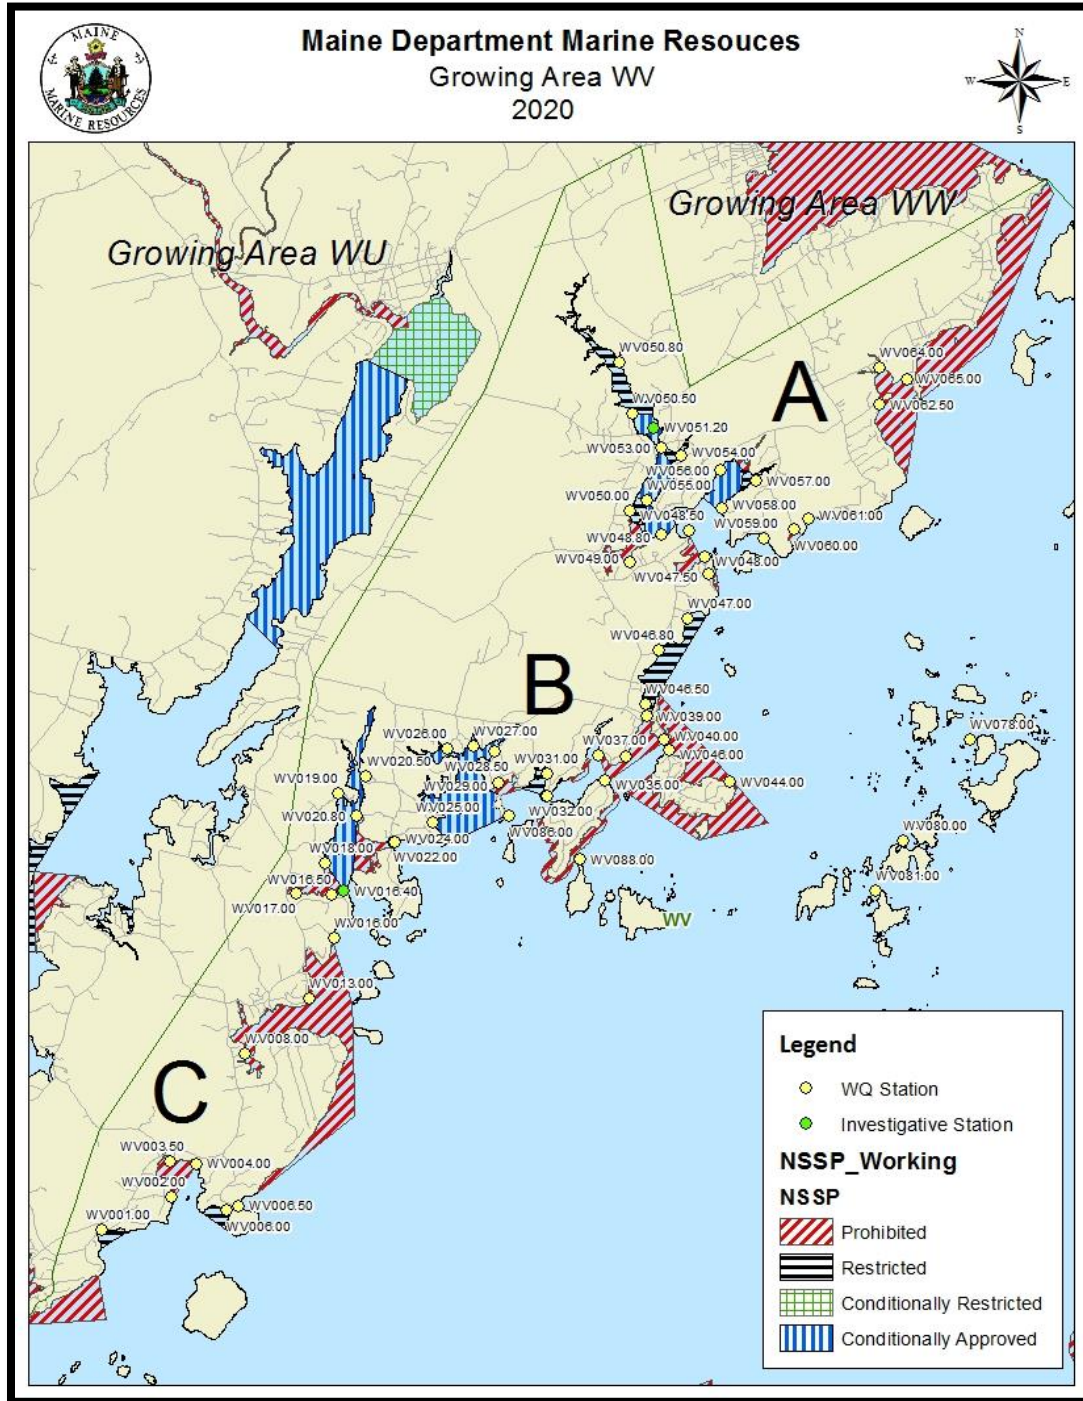 Maine Department Marine Resouces
Growing Area WV
2020
MAINE
MARINE RESOURCES
N
W
E
S
Growing Area WW
Growing Area WU
WV050.80
WV064.00
WV065.00
WV050.50
A
WV062.50
WV051.20
WV053.00
WV054.00
WV056.00
WV055.00
WV057.00
WV050.00
WV058.00
WV048.50
WV061.00
WV059.00
WV048.80
WV060.00
WV049.00
WV048.00
WV047.50
WV047.00
WV046.80
B
WV046.50
WV039.00
WV078.00
WV026.00
WV027.00
WV040.00
WV037.00
WV046.00
WV020.50
WV028.50
WV031.00
WV019.00
WV044.00
WV029.00
WV035.00
WV025.00
WV020.80
WV032.00
WV086.00
WV080.00
WV024.00
WV018.00
WV022.00
WV088.00
WV081.00
WV016.50
WV016.40
WV017.00
WV
WV016.00
WV013.00
WV008.00
C
WV003.50
WV004.00
WV002.00
WV001.00
WV006.50
WV006.00
Legend
WQ Station
Investigative Station
NSSP_Working
NSSP
Prohibited
Restricted
Conditionally Restricted
Conditionally Approved